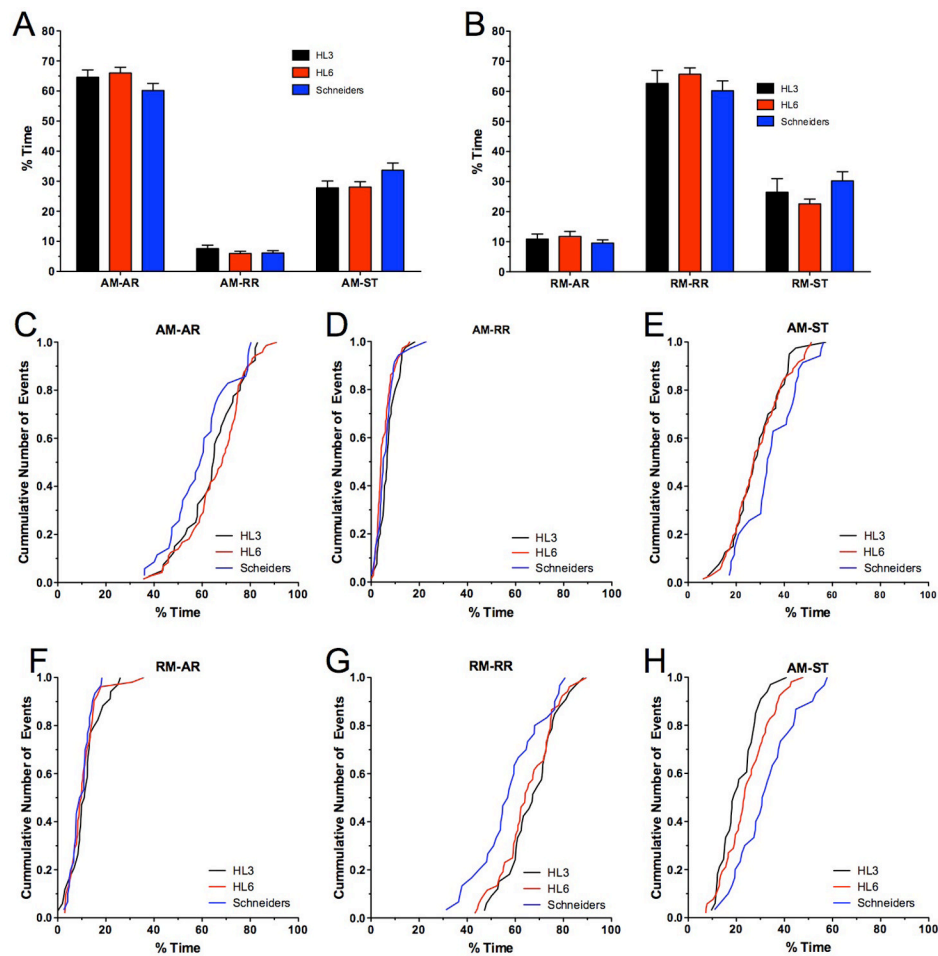 A
% Time
80
70
60
50
40
30
20
10
0
HL3
HL6
Schneiders
AM-AR
AM-RR
AM-ST
B
% Time
80
70
60
50
40
30
20
10
0
HL3
HL6
Schneiders
RM-AR
RM-RR
RM-ST
C
AM-AR
Cummulative Number of Events
1.0
0.8
0.6
0.4
0.2
0.0
HL3
HL6
Scheiders
0 20 40 60 80 100
% Time
D
AM-RR
Cummulative Number of Events
1.0
0.8
0.6
0.4
0.2
0.0
HL3
HL6
Schneiders
0 20 40 60 80 100
% Time
E
AM-ST
Cummulative Number of Events
1.0
0.8
0.6
0.4
0.2
0.0
HL3
HL6
Schneiders
0 20 40 60 80 100
% Time
F
RM-AR
Cummulative Number of Events
1.0
0.8
0.6
0.4
0.2
0.0
HL3
HL6
Schneiders
0 20 40 60 80 100
% Time
G
RM-RR
Cummulative Number of Events
1.0
0.8
0.6
0.4
0.2
0.0
HL3
HL6
Schneiders
0 20 40 60 80 100
% Time
H
AM-ST
Cummulative Number of Events
1.0
0.8
0.6
0.4
0.2
0.0
HL3
HL6
Schneiders
0 20 40 60 80 100
% Time